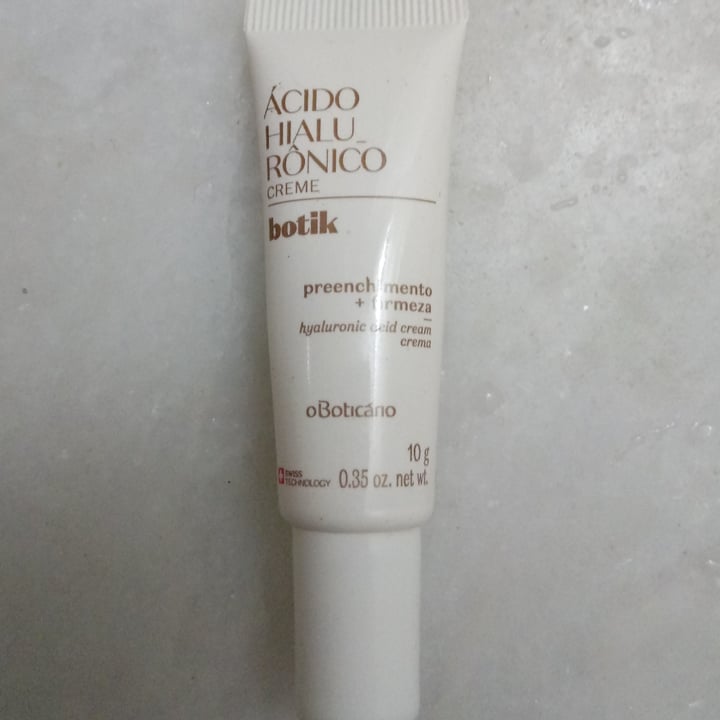 ÁCIDO
HIALU_
RÔNICO
CREME
botik
preenchimento
+ firmeza
hyaluronic acid cream
crema
oBoticário
10 g
SWISS
TECHNOLOGY 0.35 oz. net wt.